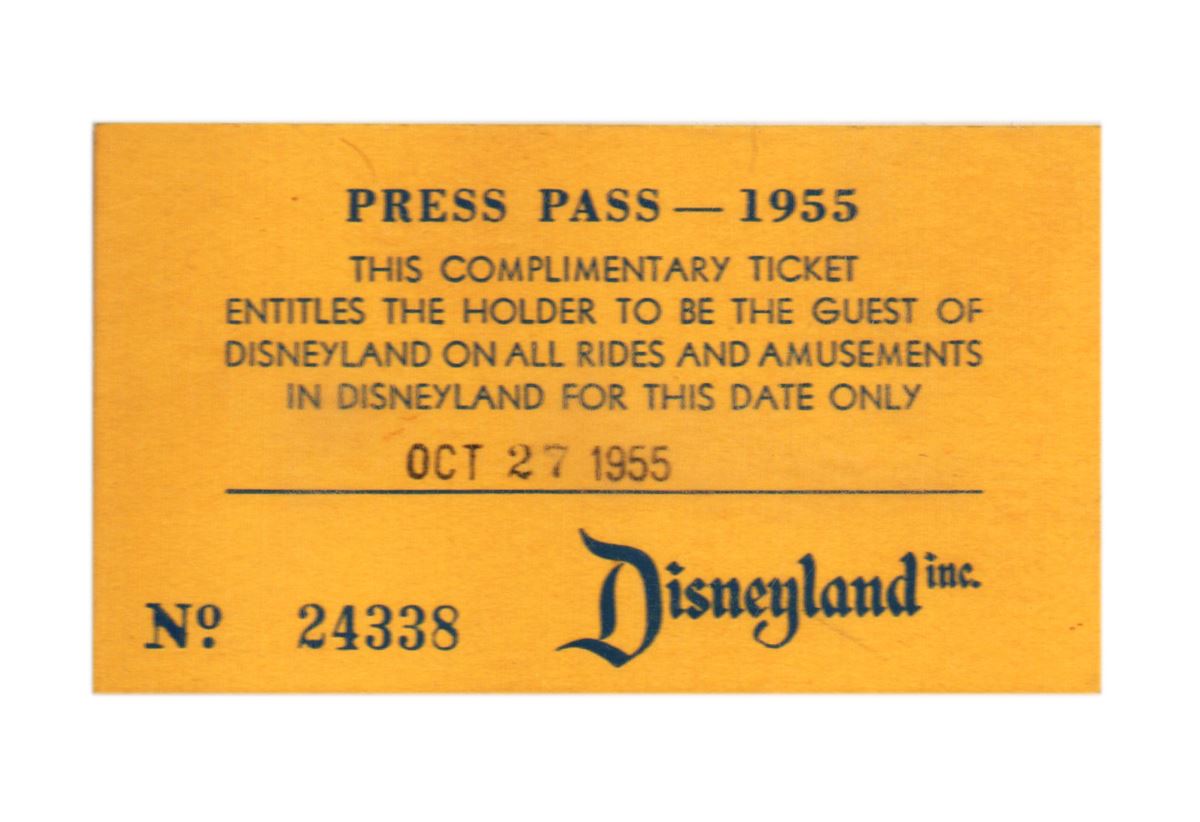 PRESS PASS — 1955
THIS COMPLIMENTARY TICKET
ENTITLES THE HOLDER TO BE THE GUEST OF
DISNEYLAND ON ALL RIDES AND AMUSEMENTS
IN DISNEYLAND FOR THIS DATE ONLY
OCT 27 1955
Disneyland inc.
Nº 24338